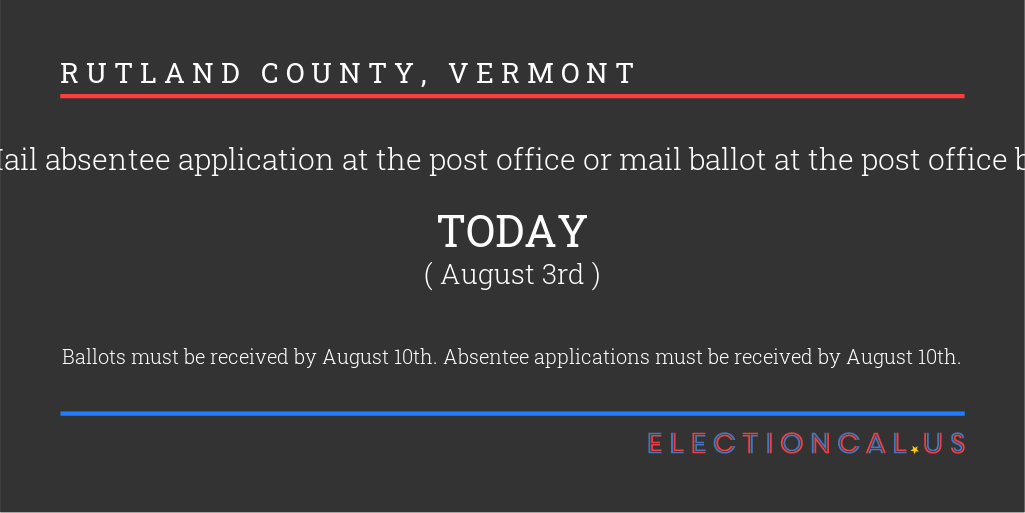 RUTLAND COUNTY, VERMONT
absentee application at the post office or mail ballot at the post office
TODAY
( August 3rd )
Ballots must be received by August 10th. Absentee applications must be received by August 10th.
ELECTIONCAL.US